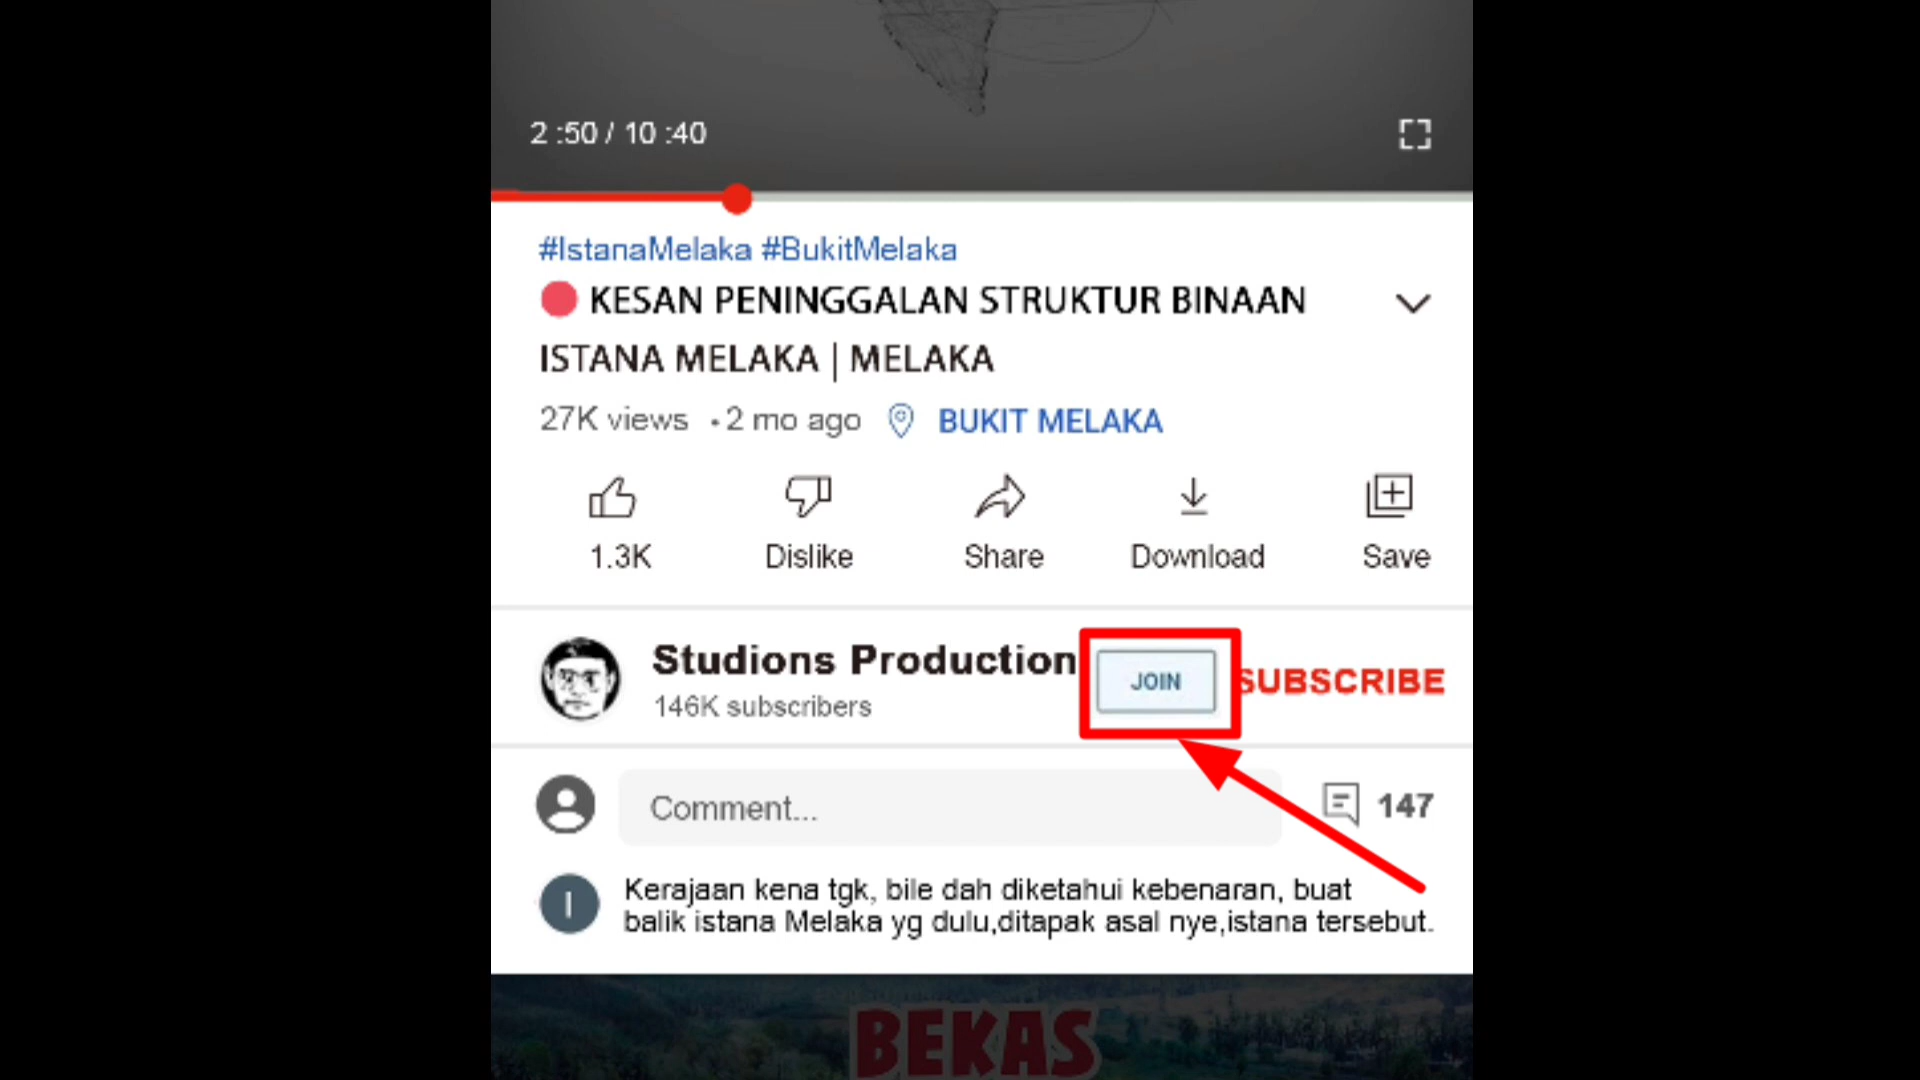 2 :50 / 10 :40
#IstanaMelaka #BukitMelaka
KESAN PENINGGALAN STRUKTUR BINAAN
ISTANA MELAKA | MELAKA
27K views • 2 mo ago BUKIT MELAKA
1.3K Dislike Share Download Save
Studions Production JOIN SUBSCRIBE
146K subscribers
Comment... 147
I
Kerajaan kena tgk, bile dah diketahui kebenaran, buat
balik istana Melaka yg dulu,ditapak asal nye,istana tersebut.
BEKAS